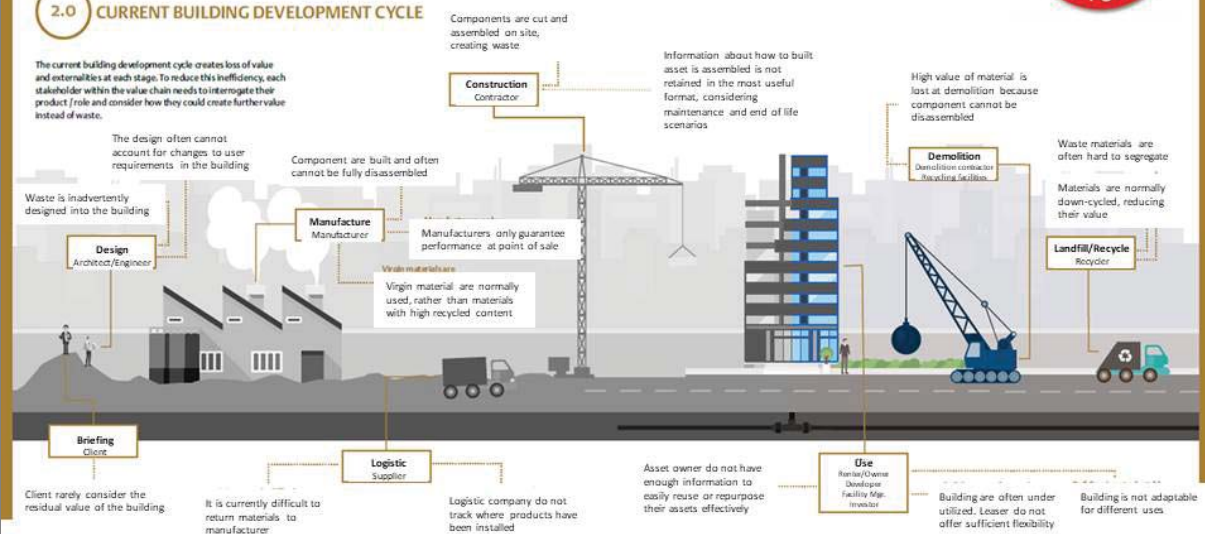 2.0 CURRENT BUILDING DEVELOPMENT CYCLE
The current building development cycle creates loss of value
and externalities at each stage. To reduce this inefficiency, each
stakeholder within the value chain needs to interrogate their
product / role and consider how they could create further value
instead of waste.
Components are cut and
assembled on site,
creating waste
Construction
Contractor
Information about how to built
asset is assembled is not
retained in the most useful
format, considering
maintenance and end of life
scenarios
High value of material is
lost at demolition because
component cannot be
disassembled
Demolition
Demolition contractor
Recycling facilities
Waste materials are
often hard to segregate
Materials are normally
down-cycled, reducing
their value
Landfill/Recycle
Recycler
The design often cannot
account for changes to user
requirements in the building
Waste is inadvertently
designed into the building
Design
Architect/Engineer
Component are built and often
cannot be fully disassembled
Manufacture
Manufacturer
Manufacturers only guarantee
performance at point of sale
Virgin materials are
Virgin material are normally
used, rather than materials
with high recycled content
Briefing
Client
Client rarely consider the
residual value of the building
Logistic
Supplier
It is currently difficult to
return materials to
manufacturer
Logistic company do not
track where products have
been installed
Asset owner do not have
enough information to
easily reuse or repurpose
their assets effectively
Use
Renter/Owner
Developer
Facility Mgr.
Investor
Building are often under
utilized. Leaser do not
offer sufficient flexibility
Building is not adaptable
for different uses